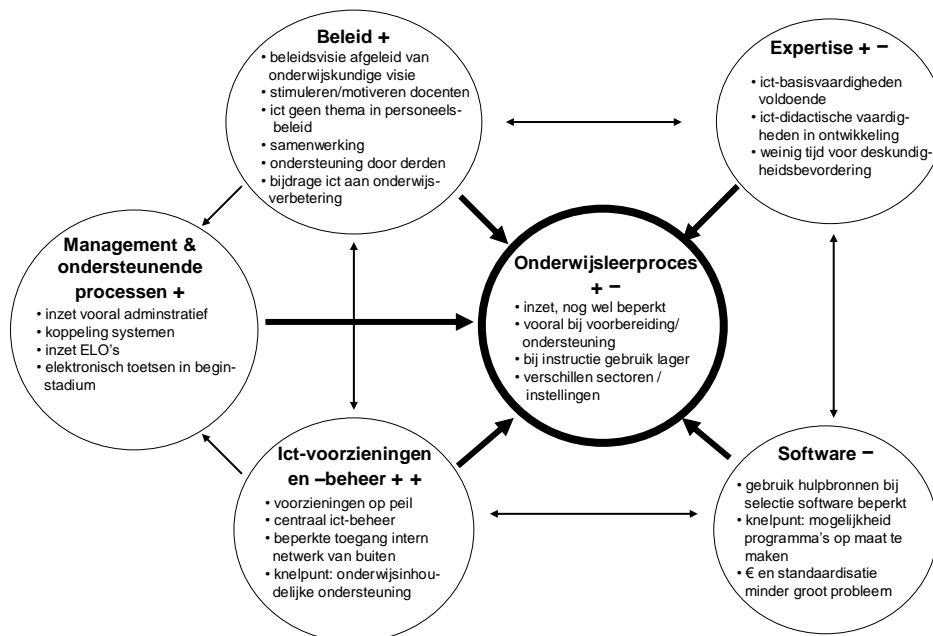 Beleid +
• beleidsvisie afgeleid van
onderwijskundige visie
• stimuleren/motiveren docenten
• ict geen thema in personeels-
beleid
• samenwerking
• ondersteuning door derden
• bijdrage ict aan onderwijs-
verbetering
Expertise + −
• ict-basisvaardigheden
voldoende
• ict-didactische vaardig-
heden in ontwikkeling
• weinig tijd voor deskundig-
heidsbevordering
Management &
ondersteunende
processen +
• inzet vooral adminstratief
• koppeling systemen
• inzet ELO's
• elektronisch toetsen in begin-
stadium
Onderwijsleerproces
+ −
• inzet, nog wel beperkt
• vooral bij voorbereiding/
ondersteuning
• bij instructie gebruik lager
• verschillen sectoren /
instellingen
Ict-voorzieningen
en –beheer + +
• voorzieningen op peil
• centraal ict-beheer
• beperkte toegang intern
netwerk van buiten
• knelpunt: onderwijsinhou-
delijke ondersteuning
Software −
• gebruik hulpbronnen bij
selectie software beperkt
• knelpunt: mogelijkheid
programma's op maat te
maken
• € en standaardisatie
minder groot probleem